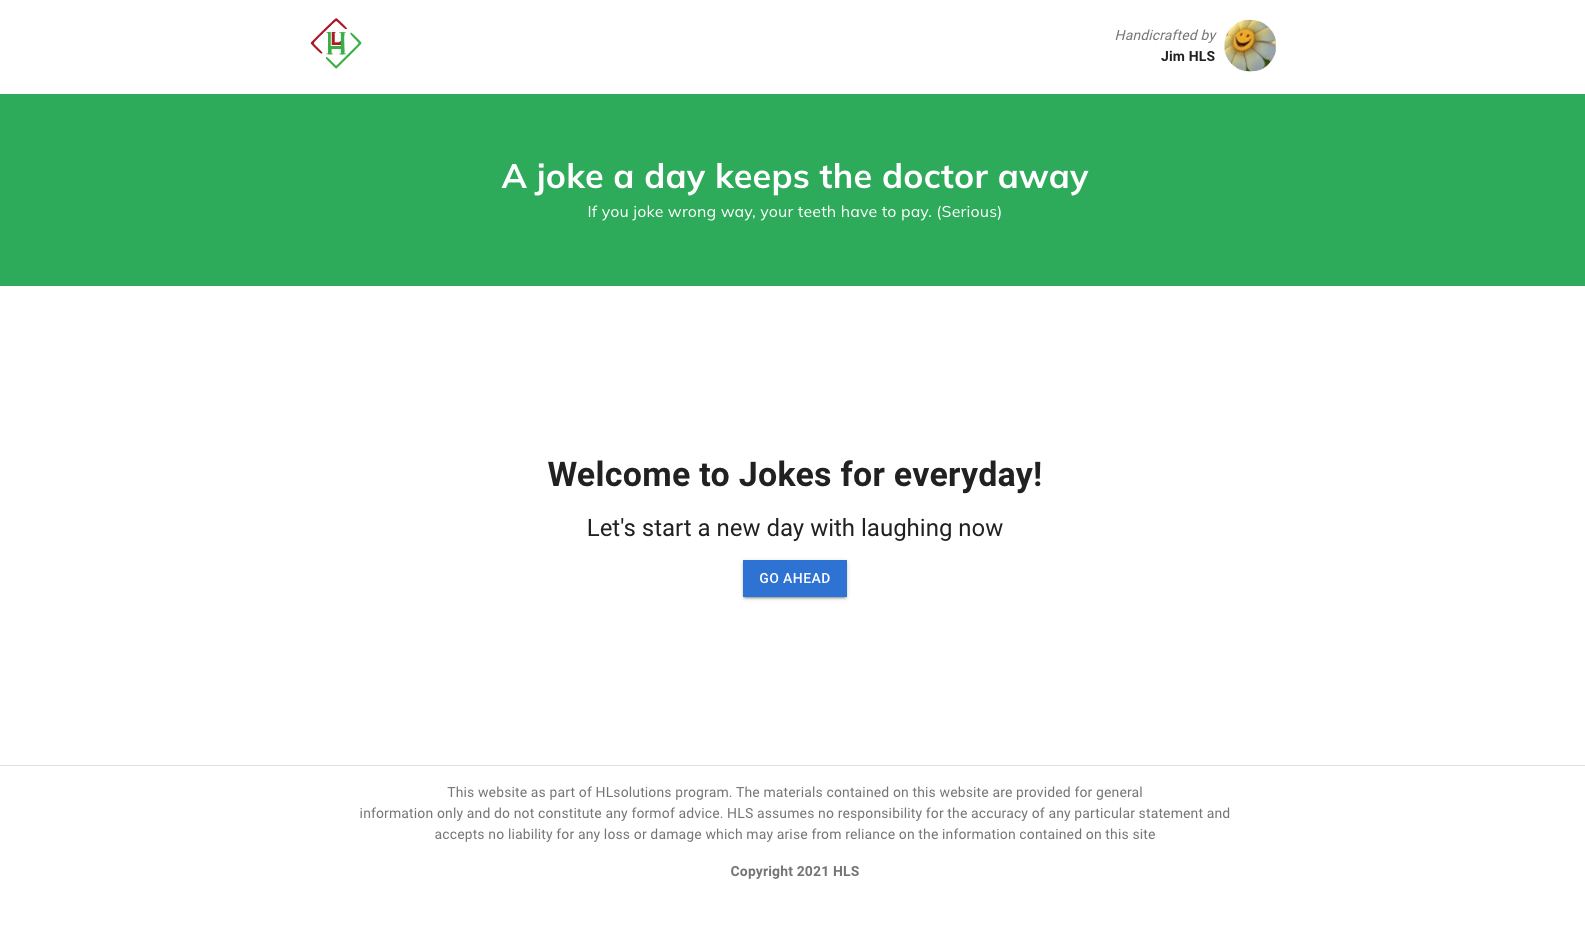 HL
Handicrafted by
Jim HLS
A joke a day keeps the doctor away
If you joke wrong way, your teeth have to pay. (Serious)
Welcome to Jokes for everyday!
Let's start a new day with laughing now
GO AHEAD
This website as part of HLsolutions program. The materials contained on this website are provided for general
information only and do not constitute any formof advice. HLS assumes no responsibility for the accuracy of any particular statement and
accepts no liability for any loss or damage which may arise from reliance on the information contained on this site
Copyright 2021 HLS